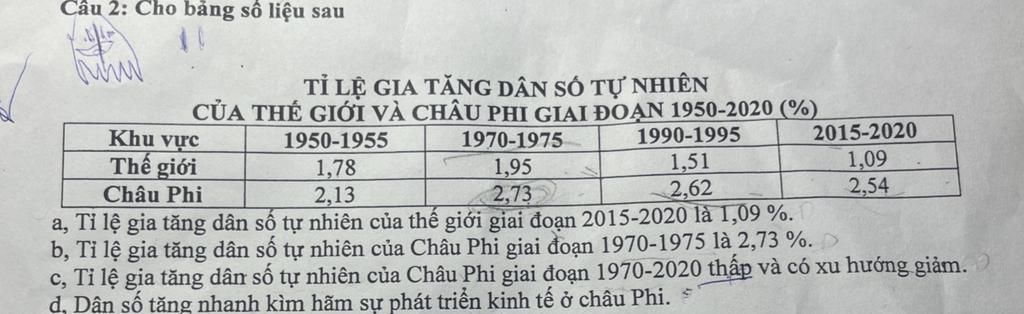 Câu 2: Cho bảng số liệu sau
TỈ LỆ GIA TĂNG DÂN SỐ TỰ NHIÊN
CỦA THẾ GIỚI VÀ CHÂU PHI GIAI ĐOẠN 1950-2020 (%)
Khu vực 1950-1955 1970-1975 1990-1995 2015-2020
Thế giới 1,78 1,95 1,51 1,09
Châu Phi 2,13 2,73 2,62 2,54
a, Tỉ lệ gia tăng dân số tự nhiên của thế giới giai đoạn 2015-2020 là 1,09 %.
b, Tỉ lệ gia tăng dân số tự nhiên của Châu Phi giai đoạn 1970-1975 là 2,73 %.
c, Tỉ lệ gia tăng dân số tự nhiên của Châu Phi giai đoạn 1970-2020 thấp và có xu hướng giảm.
d, Dân số tăng nhanh kìm hãm sự phát triển kinh tế ở châu Phi.